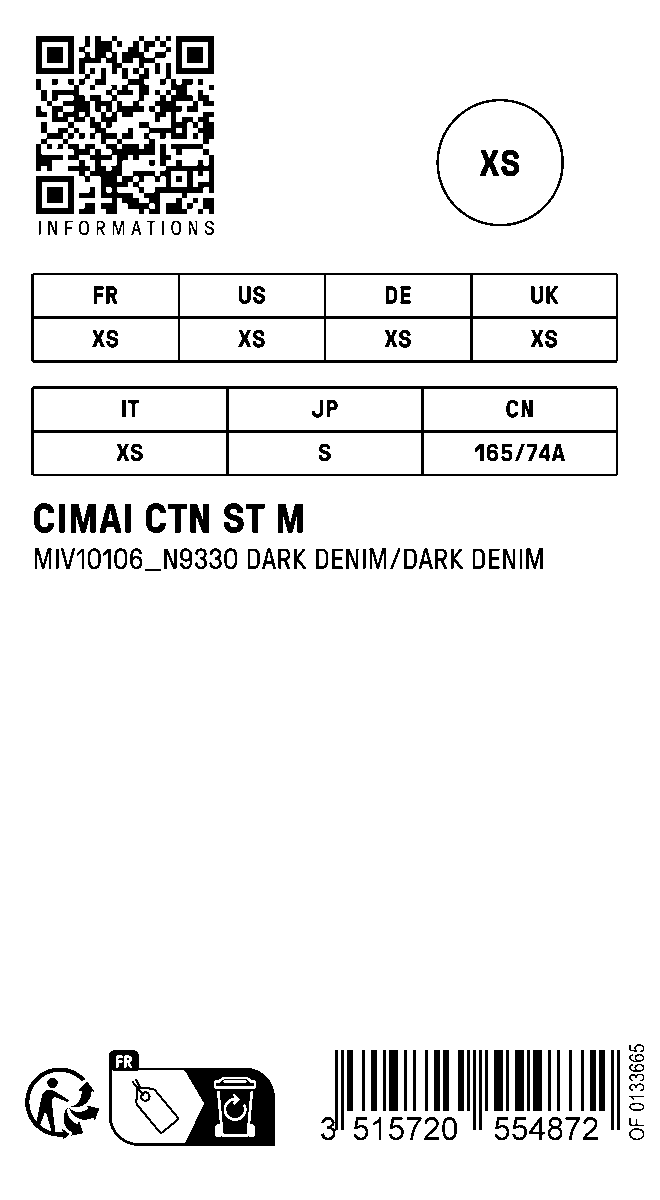 XS
INFORMATIONS
FR US DE UK
XS XS XS XS
IT JP CN
XS S 165/74A
CIMAI CTN ST M
MIV10106_N9330 DARK DENIM/DARK DENIM
FR
3 515720 554872
OF 0133665